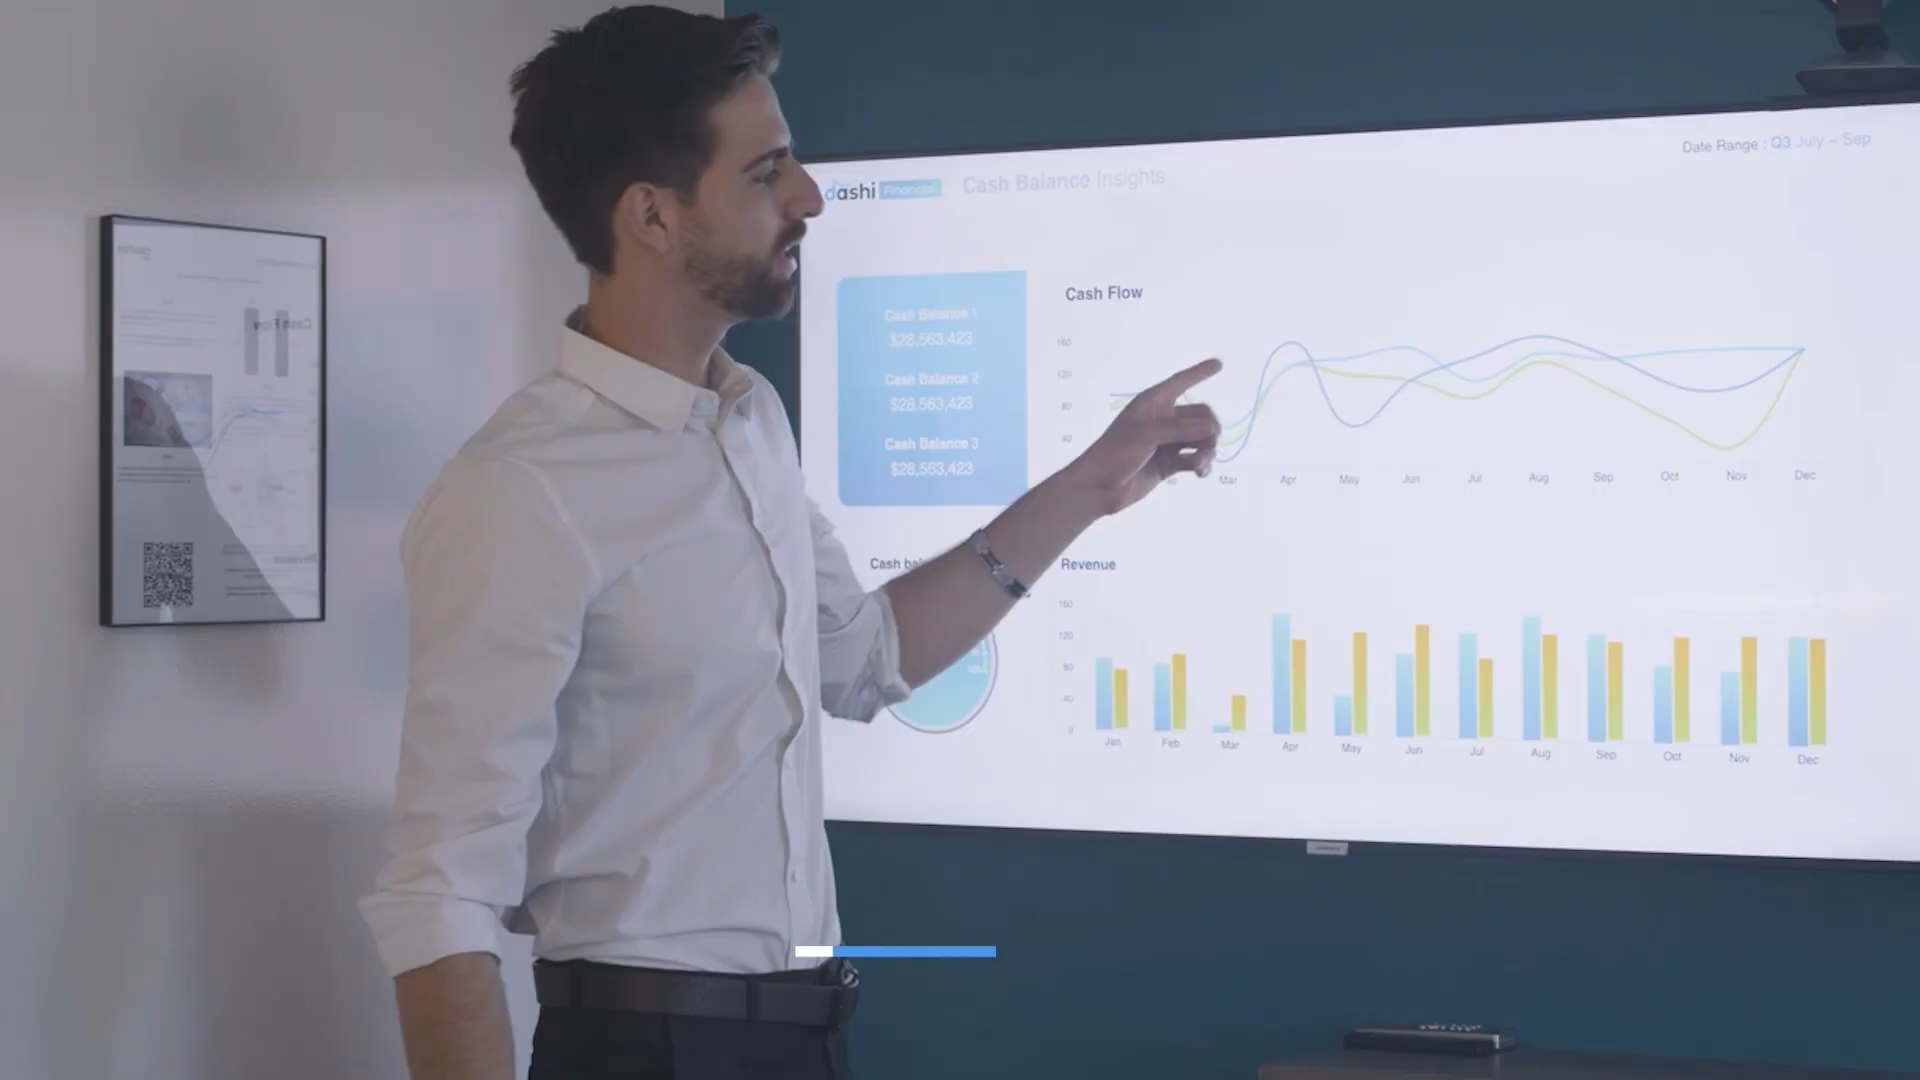 Date Range : Q3 July – Sep
dashi Financial Cash Balance Insights
Cash Balance 1
$28,563,423
Cash Balance 2
$28,563,423
Cash Balance 3
$28,563,423
Cash Flow
160
120
80
40
Mar Apr May Jun Jul Aug Sep Oct Nov Dec
Cash
Revenue
160
120
80
40
0
Jan Feb Mar Apr May Jun Jul Aug Sep Oct Nov Dec